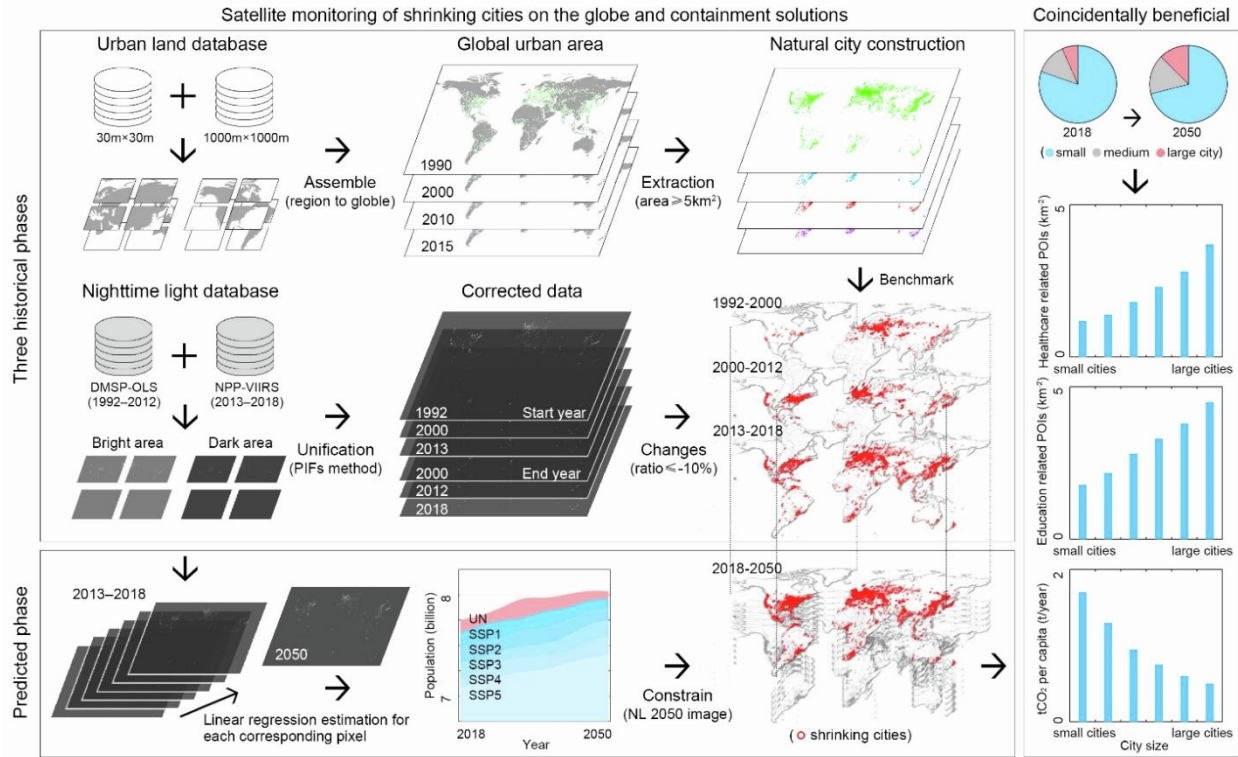 Satellite monitoring of shrinking cities on the globe and containment solutions
Coincidentally beneficial
Three historical phases
Urban land database
Global urban area
Natural city construction
30m×30m
1000m×1000m
Assemble
(region to globle)
1990
2000
2010
2015
Extraction
(area⩾5km²)
Benchmark
Nighttime light database
Corrected data
DMSP-OLS
(1992–2012)
NPP-VIIRS
(2013–2018)
Bright area
Dark area
Unification
(PIFs method)
1992
Start year
2000
2013
2000
End year
2012
2018
Changes
(ratio⩽-10%)
1992-2000
2000-2012
2013-2018
Predicted phase
2013–2018
2050
Linear regression estimation for
each corresponding pixel
Population (billion)
8
7
UN
SSP1
SSP2
SSP3
SSP4
SSP5
2018
2050
Year
Constrain
(NL 2050 image)
2018-2050
( shrinking cities)
2018
2050
( small medium large city)
Healthcare related POIs (km⁻²)
5
0
small cities
large cities
Education related POIs (km⁻²)
5
0
small cities
large cities
tCO₂ per capita (t/year)
2
0
small cities
large cities
City size